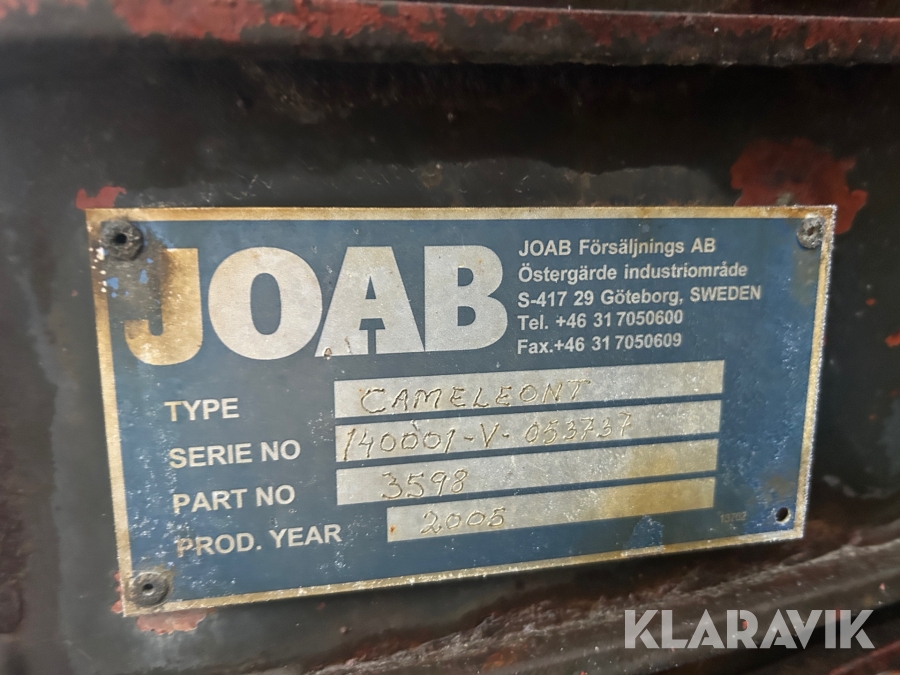 JOAB
JOAB Försäljnings AB
Östergärde industriområde
S-417 29 Göteborg, SWEDEN
Tel. +46 31 7050600
Fax.+46 31 7050609
TYPE CAMELEONT
SERIE NO 140001-V-053737
PART NO 3598
PROD. YEAR 2005
KLARAVIK